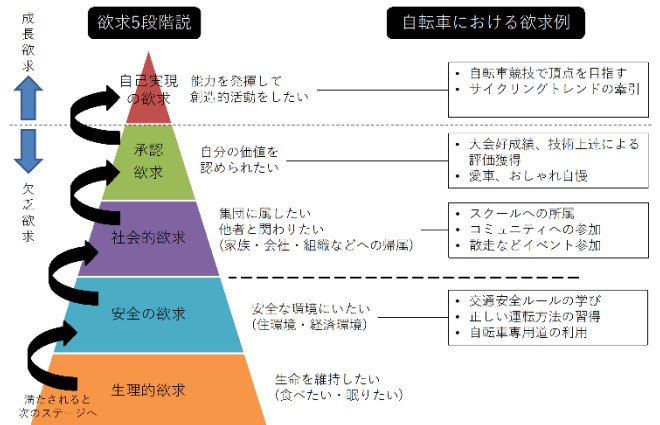 欲求5段階説
自転車における欲求例
成長欲求
欠乏欲求
自己実現
の欲求
能力を発揮して
創造的活動をしたい
• 自転車競技で頂点を目指す
• サイクリングトレンドの牽引
承認
欲求
自分の価値を
認められたい
• 大会好成績、技術上達による
評価獲得
• 愛車、おしゃれ自慢
社会的欲求
集団に属したい
他者と関わりたい
(家族・会社・組織などへの帰属)
• スクールへの所属
• コミュニティへの参加
• 散走などイベント参加
安全の欲求
安全な環境にいたい
(住環境・経済環境)
• 交通安全ルールの学び
• 正しい運転方法の習得
• 自転車専用道の利用
生理的欲求
生命を維持したい
(食べたい・眠りたい)
満たされると
次のステージへ